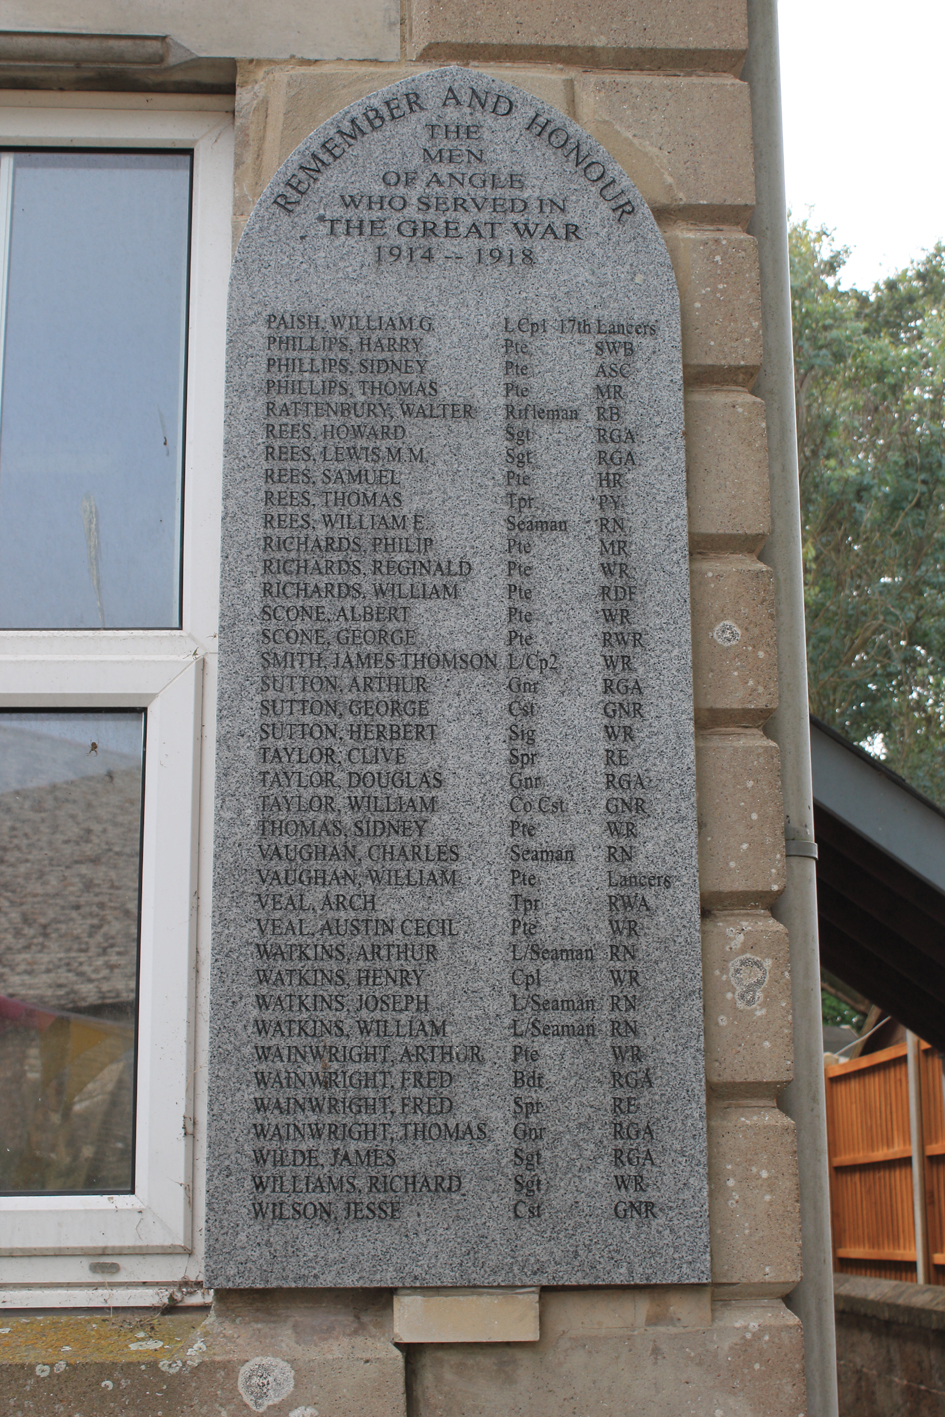 REMEMBER AND HONOUR
THE
MEN
OF ANGLE
WHO SERVED IN
THE GREAT WAR
1914 -- 1918
PAISH, WILLIAM G. L Cp1 17th Lancers
PHILLIPS, HARRY Pte SWB
PHILLIPS, SIDNEY Pte ASC
PHILLIPS, THOMAS Pte MR
RATTENBURY, WALTER Rifleman RB
REES, HOWARD Sgt RGA
REES, LEWIS M.M. Sgt RGA
REES, SAMUEL Pte HR
REES, THOMAS Tpr PY
REES, WILLIAM E. Seaman RN
RICHARDS, PHILIP Pte MR
RICHARDS, REGINALD Pte WR
RICHARDS, WILLIAM Pte RDF
SCONE, ALBERT Pte WR
SCONE, GEORGE Pte RWR
SMITH, JAMES THOMSON L/Cp2 WR
SUTTON, ARTHUR Gnr RGA
SUTTON, GEORGE Cst GNR
SUTTON, HERBERT Sig WR
TAYLOR, CLIVE Spr RE
TAYLOR, DOUGLAS Gnr RGA
TAYLOR, WILLIAM Co Cst GNR
THOMAS, SIDNEY Pte WR
VAUGHAN, CHARLES Seaman RN
VAUGHAN, WILLIAM Pte Lancers
VEAL, ARCH Tpr RWA
VEAL, AUSTIN CECIL Pte WR
WATKINS, ARTHUR L/Seaman RN
WATKINS, HENRY Cp1 WR
WATKINS, JOSEPH L/Seaman RN
WATKINS, WILLIAM L/Seaman RN
WAINWRIGHT, ARTHUR Pte WR
WAINWRIGHT, FRED Bdt RGA
WAINWRIGHT, FRED Spr RE
WAINWRIGHT, THOMAS Gnr RGA
WILDE, JAMES Sgt RGA
WILLIAMS, RICHARD Sgt WR
WILSON, JESSE Cst GNR